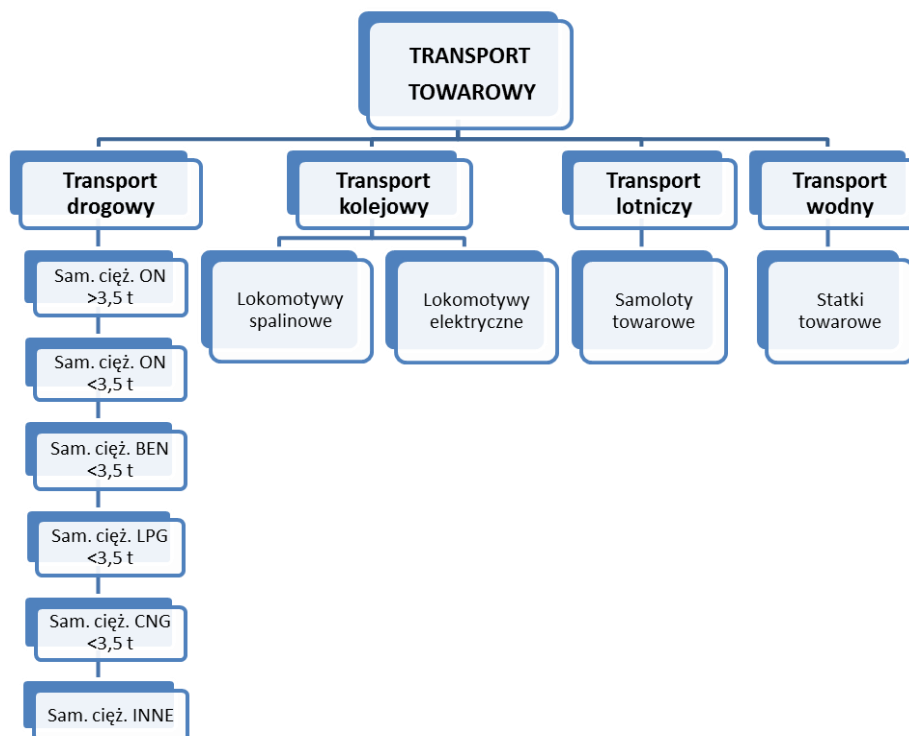 TRANSPORT
TOWAROWY
Transport
drogowy
Transport
kolejowy
Transport
lotniczy
Transport
wodny
Sam. cięż. ON
>3,5 t
Lokomotywy
spalinowe
Lokomotywy
elektryczne
Samoloty
towarowe
Statki
towarowe
Sam. cięż. ON
<3,5 t
Sam. cięż. BEN
<3,5 t
Sam. cięż. LPG
<3,5 t
Sam. cięż. CNG
<3,5 t
Sam. cięż. INNE